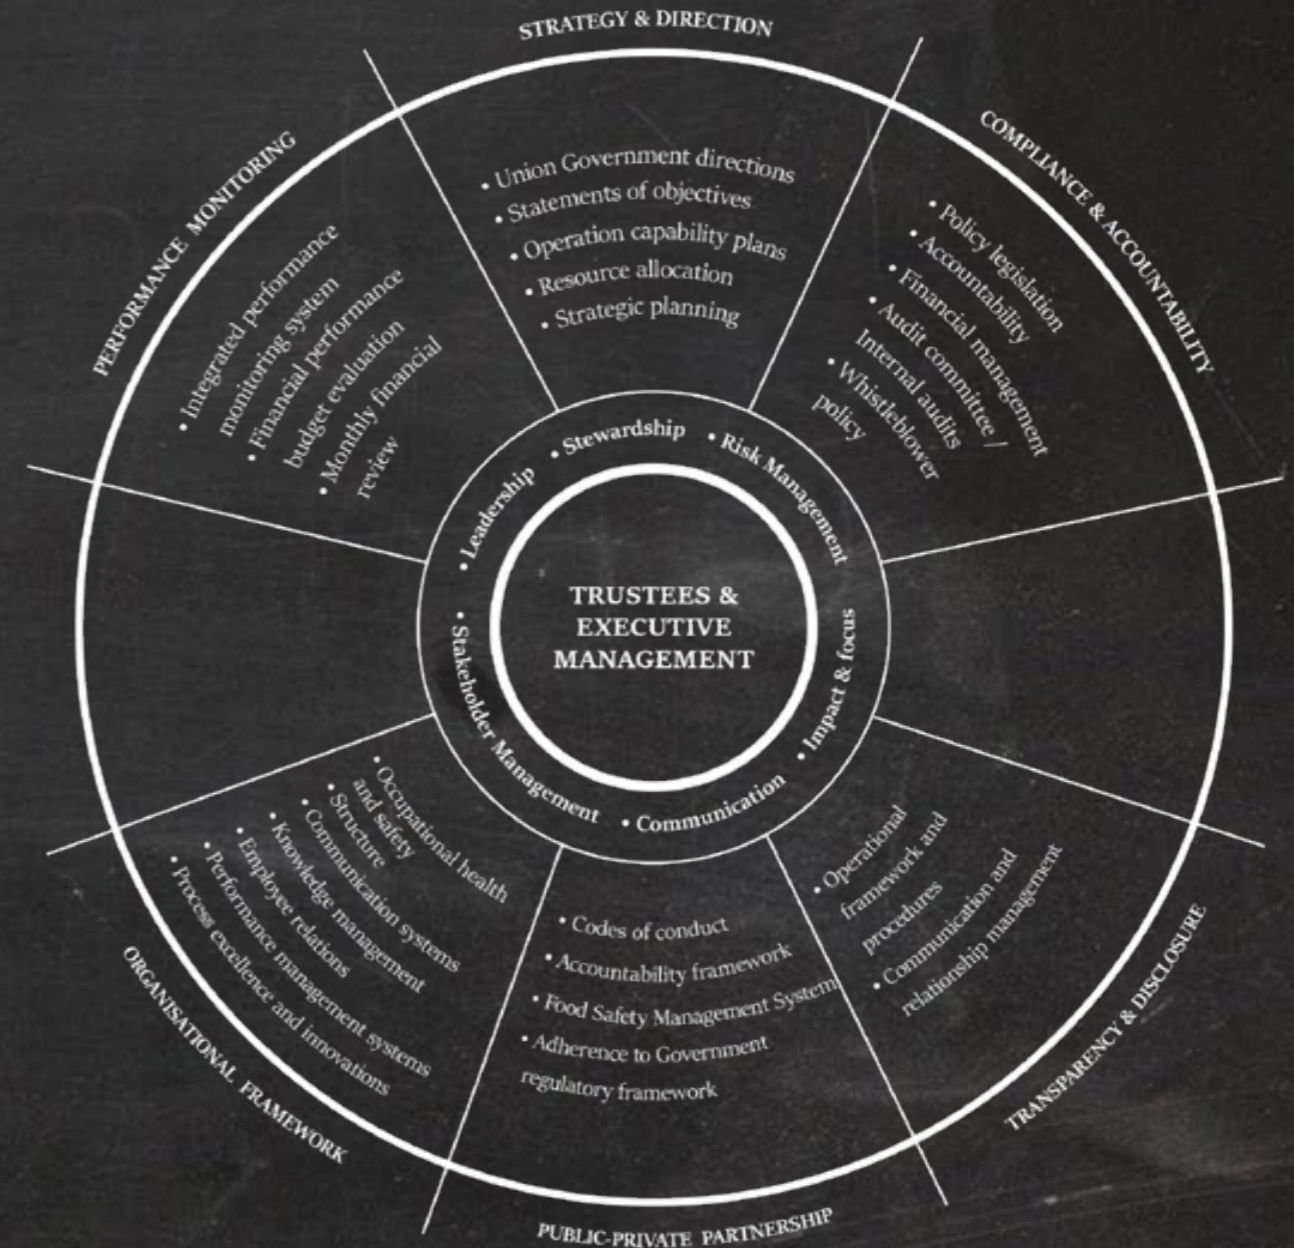 STRATEGY & DIRECTION
• Union Government directions
• Statements of objectives
• Operation capability plans
• Resource allocation
• Strategic planning
COMPLIANCE & ACCOUNTABILITY
• Policy legislation
• Accountability
• Financial management
• Audit committee /
Internal audits
• Whistleblower
policy
TRANSPARENCY & DISCLOSURE
• Operational
framework and
procedures
• Communication and
relationship management
PUBLIC-PRIVATE PARTNERSHIP
• Codes of conduct
• Accountability framework
• Food Safety Management System
• Adherence to Government
regulatory framework
ORGANISATIONAL FRAMEWORK
• Occupational health
and safety
• Structure
• Communication systems
• Knowledge management
• Employee relations
• Performance management systems
• Process excellence and innovations
PERFORMANCE MONITORING
• Integrated performance
monitoring system
• Financial performance
budget evaluation
• Monthly financial
review
• Leadership
• Stewardship
• Risk Management
• Impact & focus
• Communication
• Stakeholder Management
TRUSTEES &
EXECUTIVE
MANAGEMENT